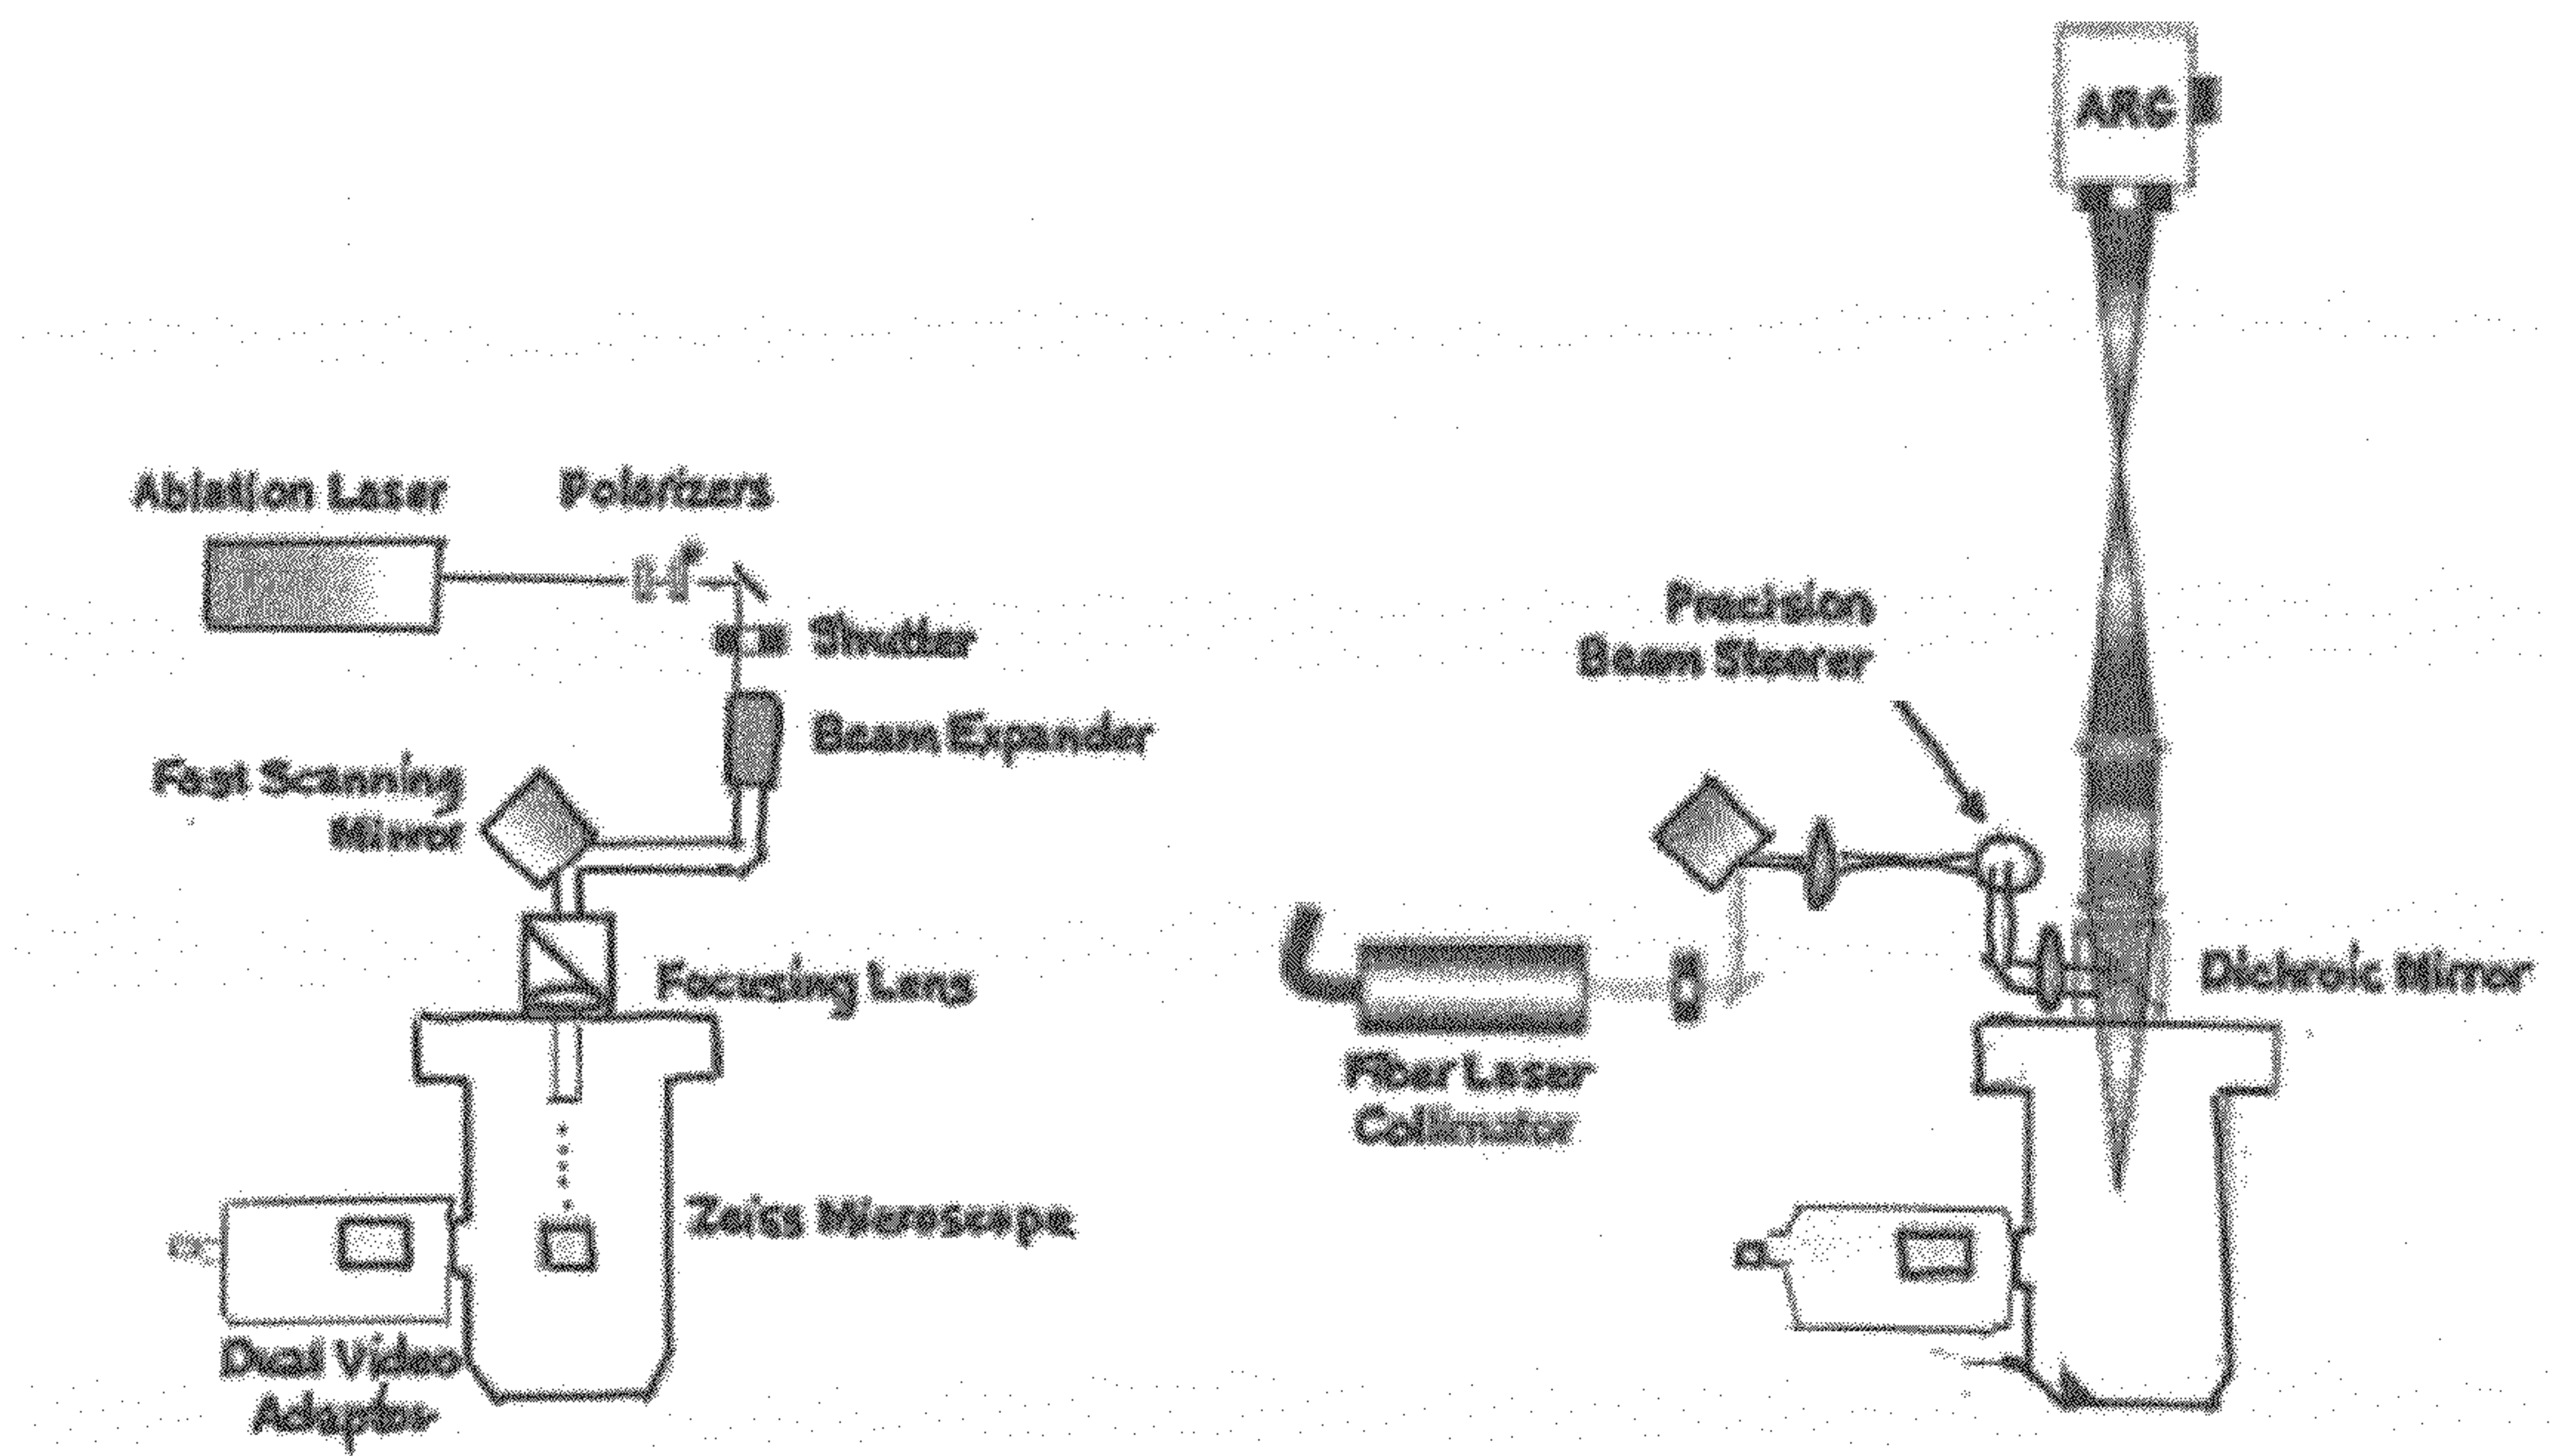 ARC
Ablation Laser
Polarizers
Shutter
Precision
Beam Steerer
Beam Expander
Fast Scanning
Mirror
Focusing Lens
Dichroic Mirror
Fiber Laser
Collimator
Zeiss Microscope
Dual Video
Adaptor